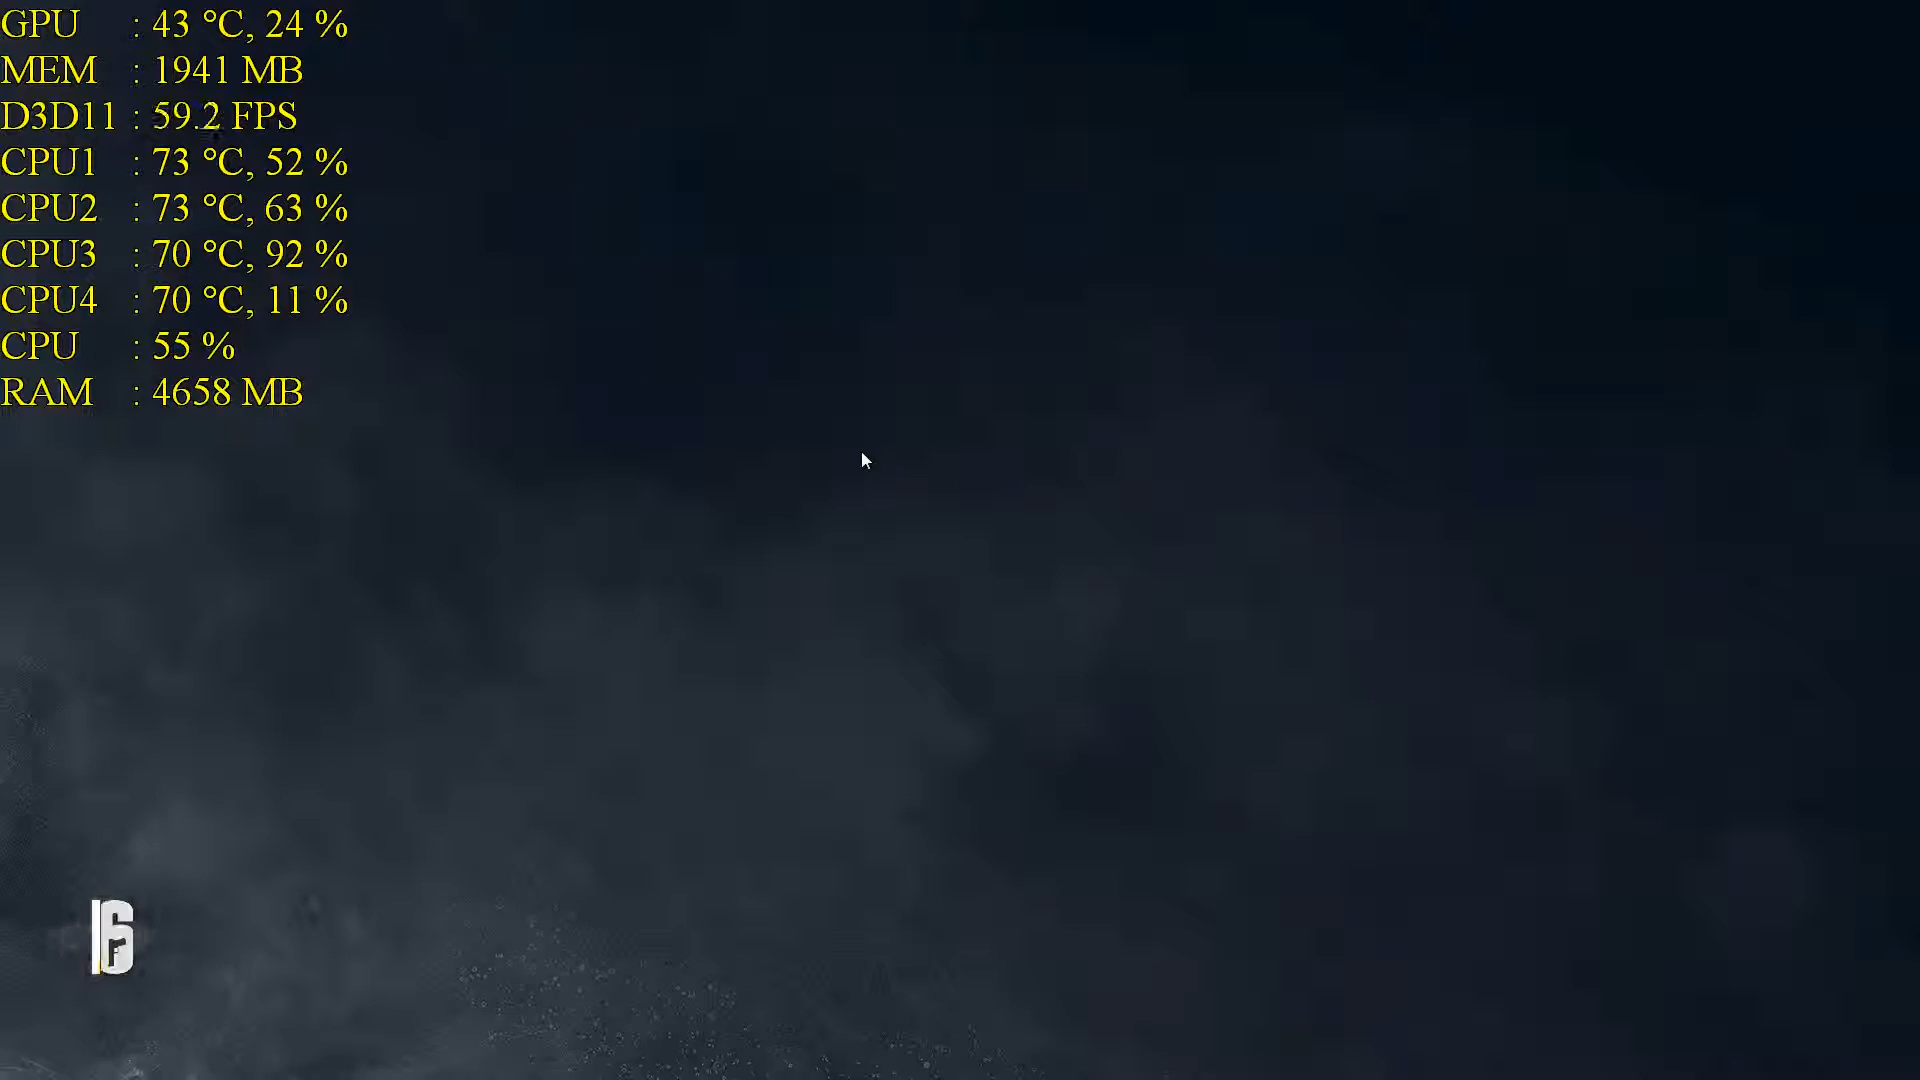 GPU : 43 °C, 24 %
MEM : 1941 MB
D3D11 : 59.2 FPS
CPU1 : 73 °C, 52 %
CPU2 : 73 °C, 63 %
CPU3 : 70 °C, 92 %
CPU4 : 70 °C, 11 %
CPU : 55 %
RAM : 4658 MB
6